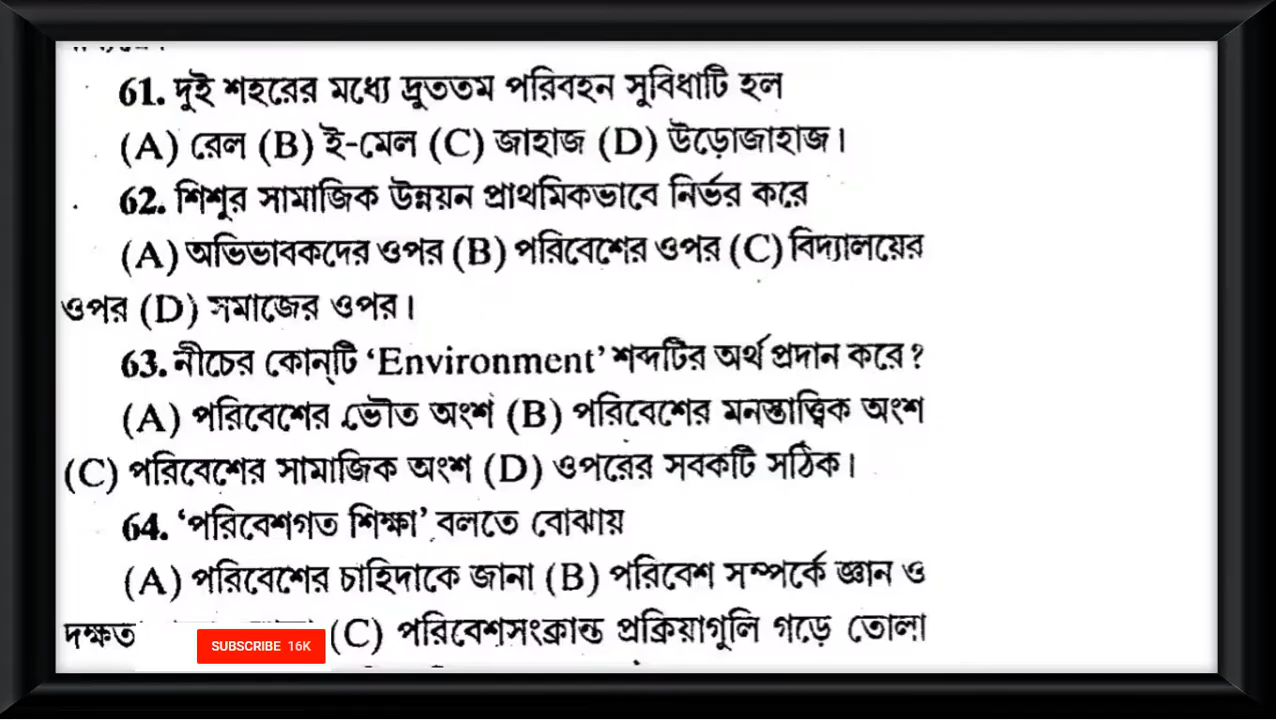 61. দুই শহরের মধ্যে দ্রুততম পরিবহন সুবিধাটি হল
(A) রেল (B) ই-মেল (C) জাহাজ (D) উড়োজাহাজ।
62. শিশুর সামাজিক উন্নয়ন প্রাথমিকভাবে নির্ভর করে
(A) অভিভাবকদের ওপর (B) পরিবেশের ওপর (C) বিদ্যালয়ের
ওপর (D) সমাজের ওপর।
63. নীচের কোন্‌টি ‘Environment’ শব্দটির অর্থ প্রদান করে?
(A) পরিবেশের ভৌত অংশ (B) পরিবেশের মনস্তাত্ত্বিক অংশ
(C) পরিবেশের সামাজিক অংশ (D) ওপরের সবকটি সঠিক।
64. ‘পরিবেশগত শিক্ষা’ বলতে বোঝায়
(A) পরিবেশের চাহিদাকে জানা (B) পরিবেশ সম্পর্কে জ্ঞান ও
দক্ষত (C) পরিবেশসংক্রান্ত প্রক্রিয়াগুলি গড়ে তোলা
SUBSCRIBE 16K